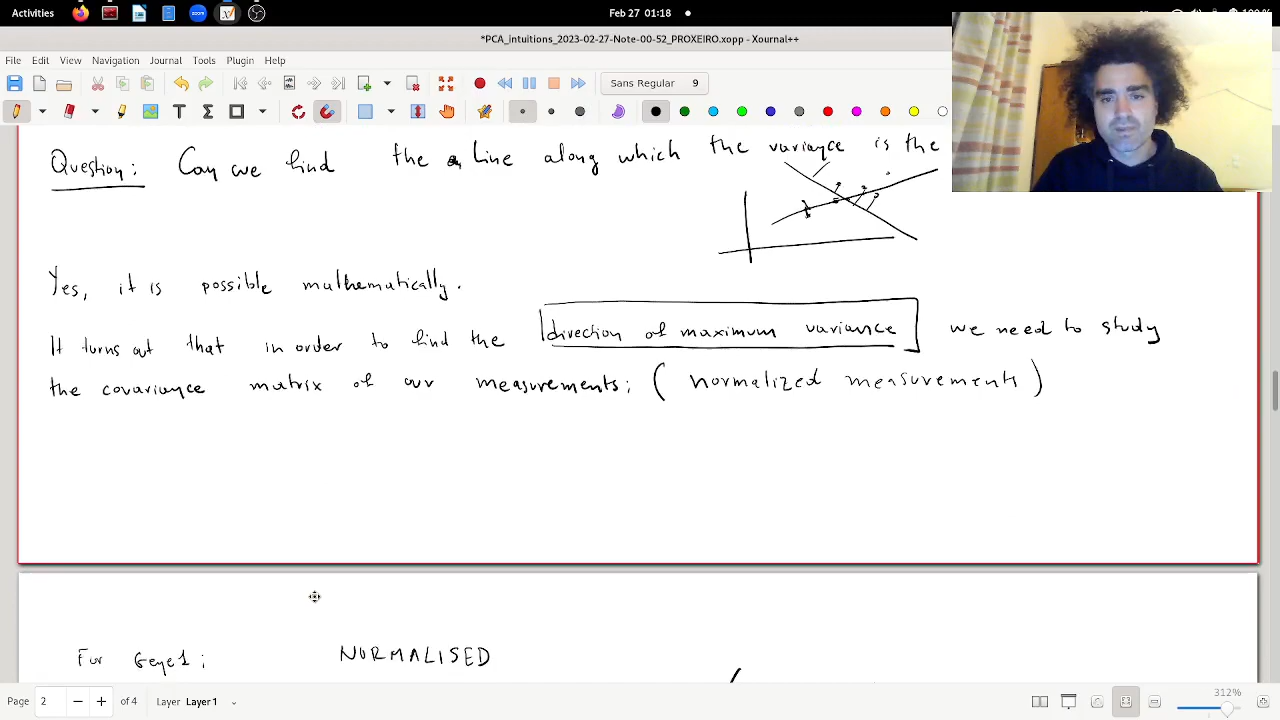 Activities Feb 27 01:18
*PCA_intuitions_2023-02-27-Note-00-52_PROXEIRO.xopp - Xournal++
File Edit View Navigation Journal Tools Plugin Help
Sans Regular 9
Question: Can we find the Line along which the variance is the
Yes, it is possible mathematically.
It turns out that in order to find the direction of maximum variance we need to study
the covariance matrix of our measurements; (normalized measurements)
For Geye1; NORMALISED
Page 2 of 4 Layer Layer1 312%